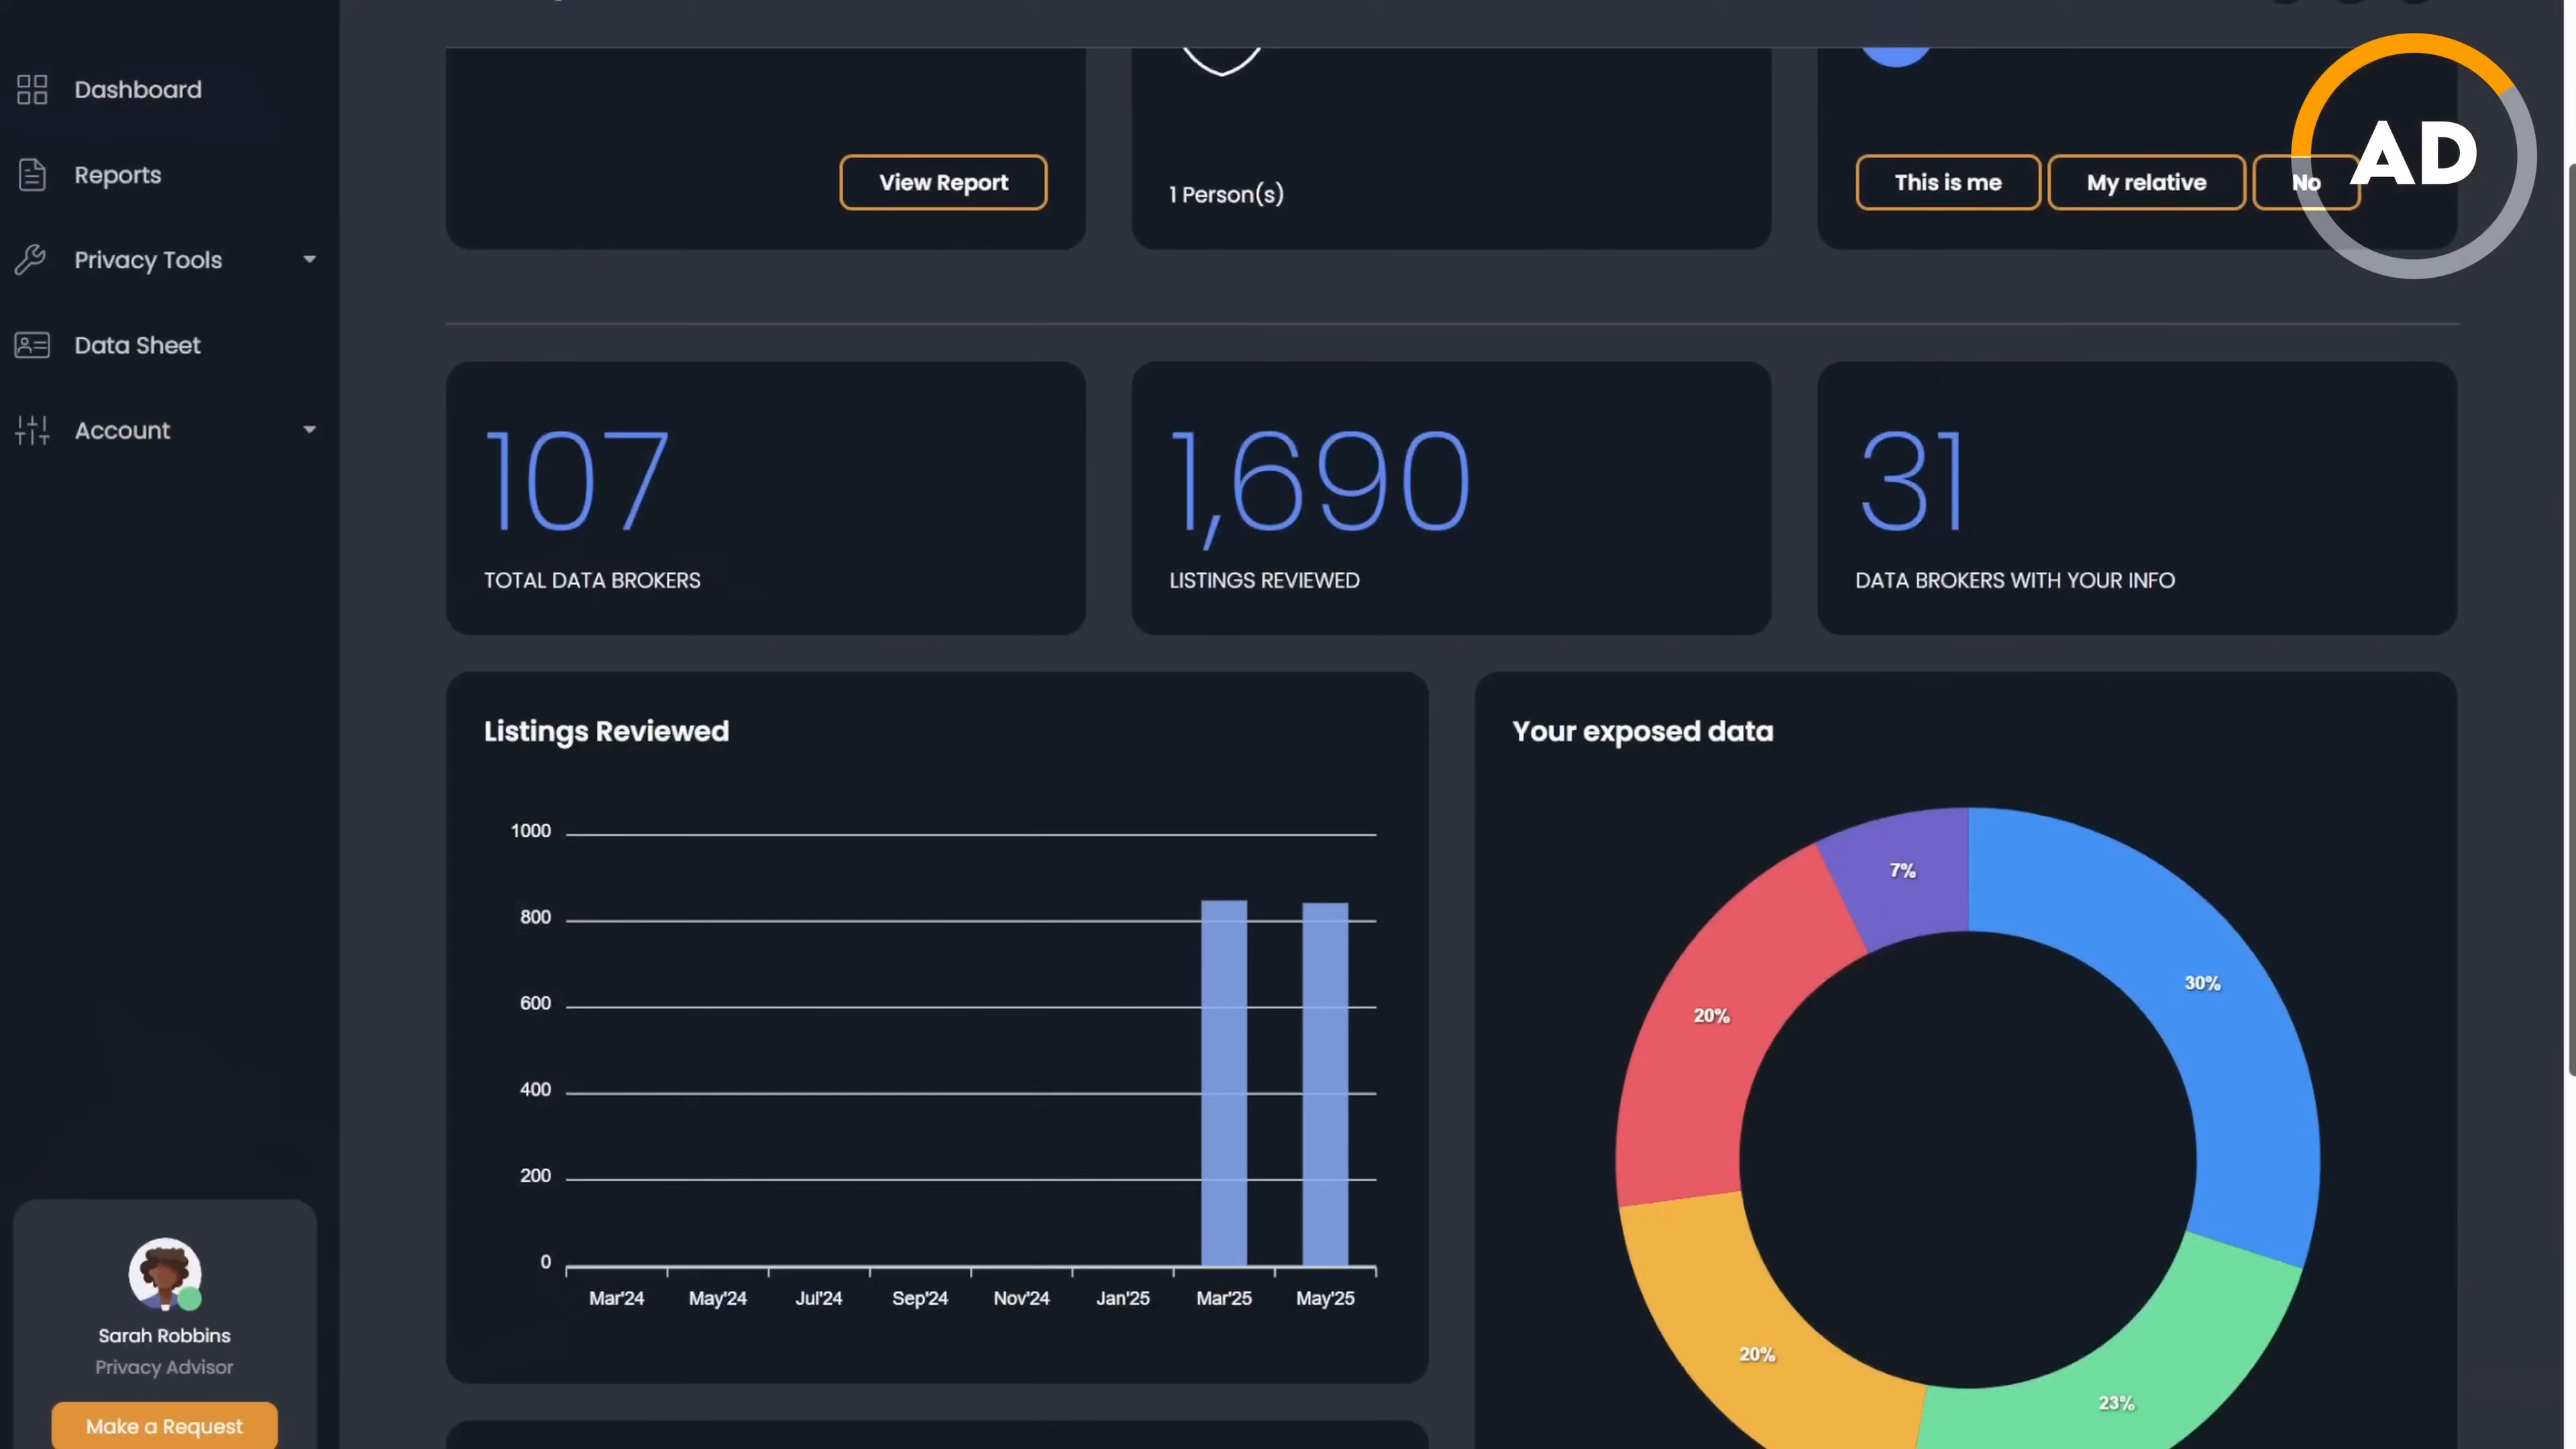 Dashboard
Reports
Privacy Tools
Data Sheet
Account
View Report
1 Person(s)
This is me
My relative
No
AD
107
TOTAL DATA BROKERS
1,690
LISTINGS REVIEWED
31
DATA BROKERS WITH YOUR INFO
Listings Reviewed
1000
800
600
400
200
0
Mar'24 May'24 Jul'24 Sep'24 Nov'24 Jan'25 Mar'25 May'25
Your exposed data
7%
30%
20%
20%
23%
Sarah Robbins
Privacy Advisor
Make a Request